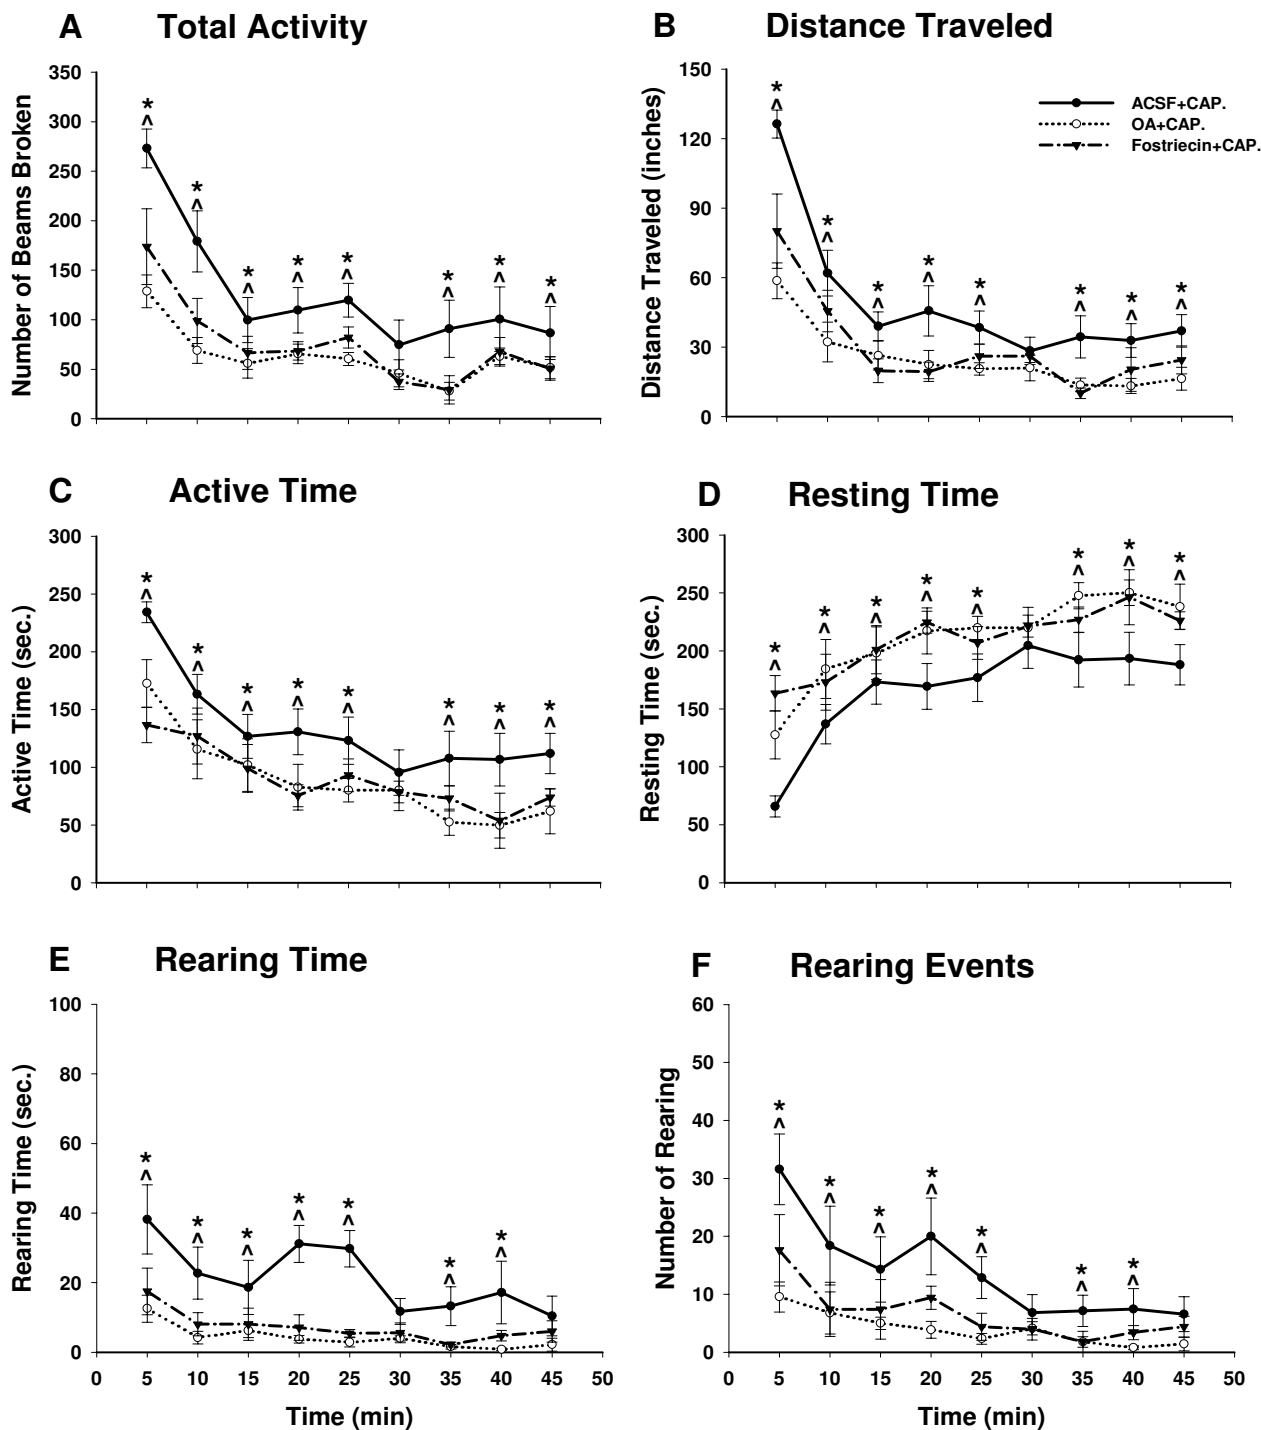 A Total Activity
Number of Beams Broken
350
300
250
200
150
100
50
0
* ^ * ^ * ^ * ^ * ^ * ^ * ^ * ^
B Distance Traveled
Distance Traveled (inches)
150
120
90
60
30
0
* ^ * ^ * ^ * ^ * ^ * ^ * ^ * ^
ACSF+CAP.
OA+CAP.
Fostriecin+CAP.
C Active Time
Active Time (sec.)
300
250
200
150
100
50
0
* ^ * ^ * ^ * ^ * ^ * ^ * ^ * ^
D Resting Time
Resting Time (sec.)
300
250
200
150
100
50
0
* ^ * ^ * ^ * ^ * ^ * ^ * ^ * ^
E Rearing Time
Rearing Time (sec.)
100
80
60
40
20
0
* ^ * ^ * ^ * ^ * ^ * ^ * ^
0 5 10 15 20 25 30 35 40 45 50
Time (min)
F Rearing Events
Number of Rearing
60
50
40
30
20
10
0
* ^ * ^ * ^ * ^ * ^ * ^ * ^
0 5 10 15 20 25 30 35 40 45 50
Time (min)